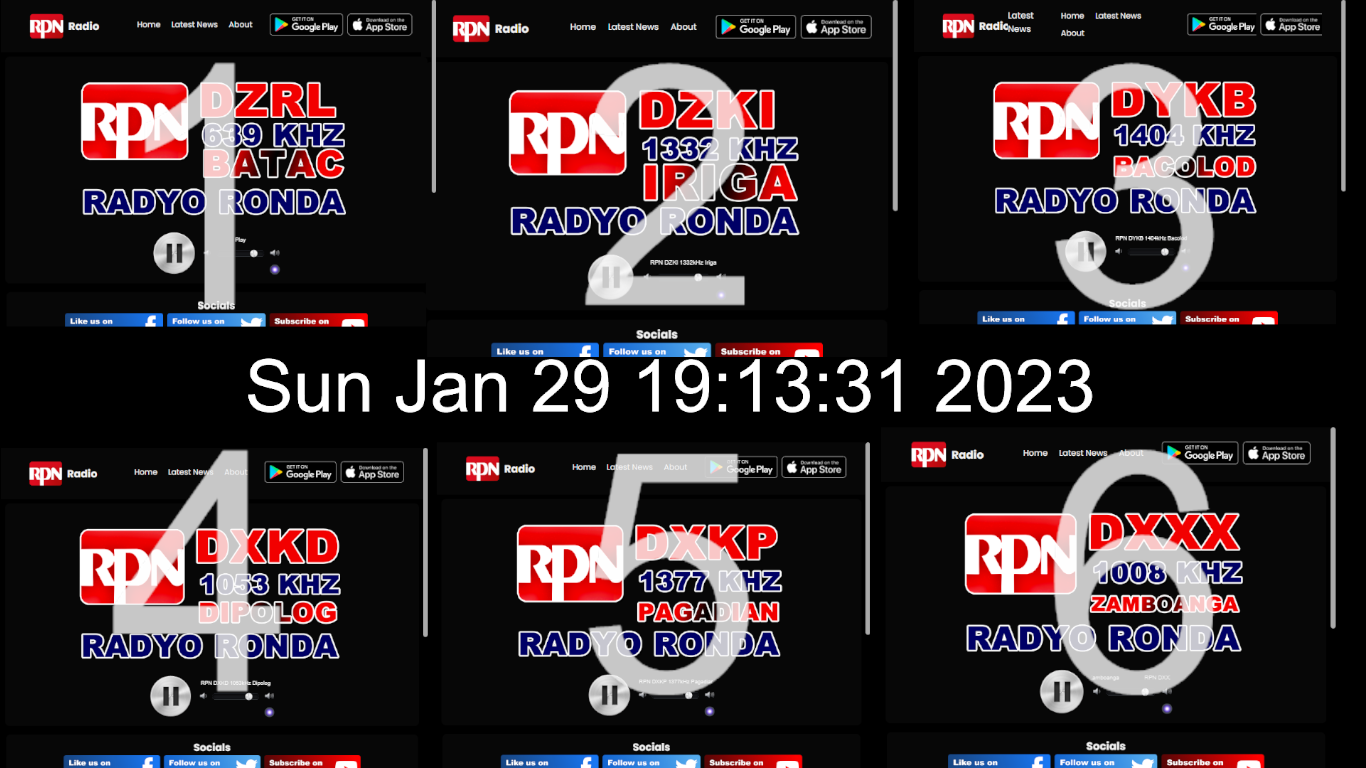 RPN Radio Home Latest News About GET IT ON Google Play Download on the App Store
1
RPN DZRL
639 KHZ
BATAC
RADYO RONDA
Play
Socials
Like us on Follow us on Subscribe on
RPN Radio Home Latest News About GET IT ON Google Play Download on the App Store
2
RPN DZKI
1332 KHZ
IRIGA
RADYO RONDA
RPN DZKI 1332kHz Iriga
Socials
Like us on Follow us on Subscribe on
RPN Radio Latest News Home Latest News About GET IT ON Google Play Download on the App Store
3
RPN DYKB
1404 KHZ
BACOLOD
RADYO RONDA
RPN DYKB 1404kHz Bacolod
Socials
Like us on Follow us on Subscribe on
Sun Jan 29 19:13:31 2023
RPN Radio Home Latest News About GET IT ON Google Play Download on the App Store
4
RPN DXKD
1053 KHZ
DIPOLOG
RADYO RONDA
RPN DXKD 1053kHz Dipolog
Socials
Like us on Follow us on Subscribe on
RPN Radio Home Latest News About GET IT ON Google Play Download on the App Store
5
RPN DXKP
1377 KHZ
PAGADIAN
RADYO RONDA
RPN DXKP 1377kHz Pagadian
Socials
Like us on Follow us on Subscribe on
RPN Radio Home Latest News About GET IT ON Google Play Download on the App Store
6
RPN DXXX
1008 KHZ
ZAMBOANGA
RADYO RONDA
RPN DXX
Socials
Like us on Follow us on Subscribe on